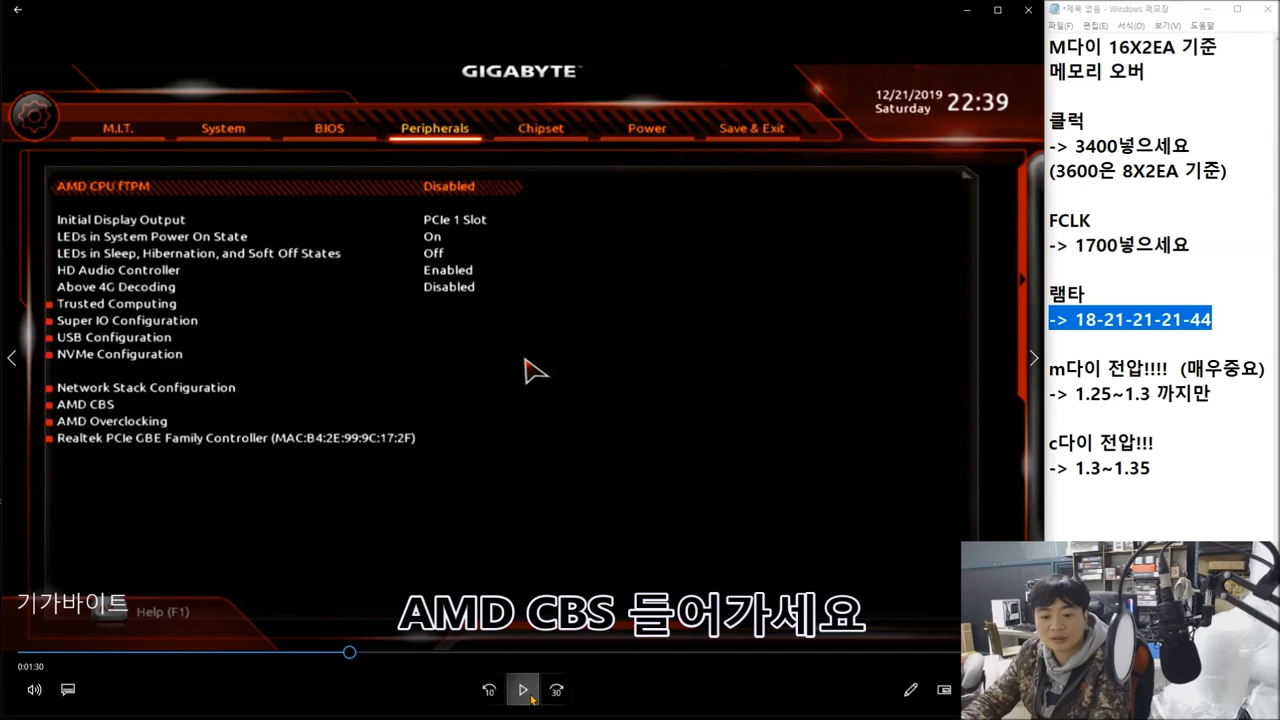 GIGABYTE™
12/21/2019
Saturday
22:39
M.I.T.
System
BIOS
Peripherals
Chipset
Power
Save & Exit
AMD CPU fTPM Disabled
Initial Display Output PCIe 1 Slot
LEDs in System Power On State On
LEDs in Sleep, Hibernation, and Soft Off States Off
HD Audio Controller Enabled
Above 4G Decoding Disabled
Trusted Computing
Super IO Configuration
USB Configuration
NVMe Configuration
Network Stack Configuration
AMD CBS
AMD Overclocking
Realtek PCIe GBE Family Controller (MAC:B4:2E:99:9C:17:2F)
기가바이트
Help (F1)
AMD CBS 들어가세요
0:01:30
10
30
*제목 없음 - Windows 메모장
파일(F) 편집(E) 서식(O) 보기(V) 도움말
M다이 16X2EA 기준
메모리 오버
클럭
-> 3400넣으세요
(3600은 8X2EA 기준)
FCLK
-> 1700넣으세요
램타
-> 18-21-21-21-44
m다이 전압!!!! (매우중요)
-> 1.25~1.3 까지만
c다이 전압!!!
-> 1.3~1.35